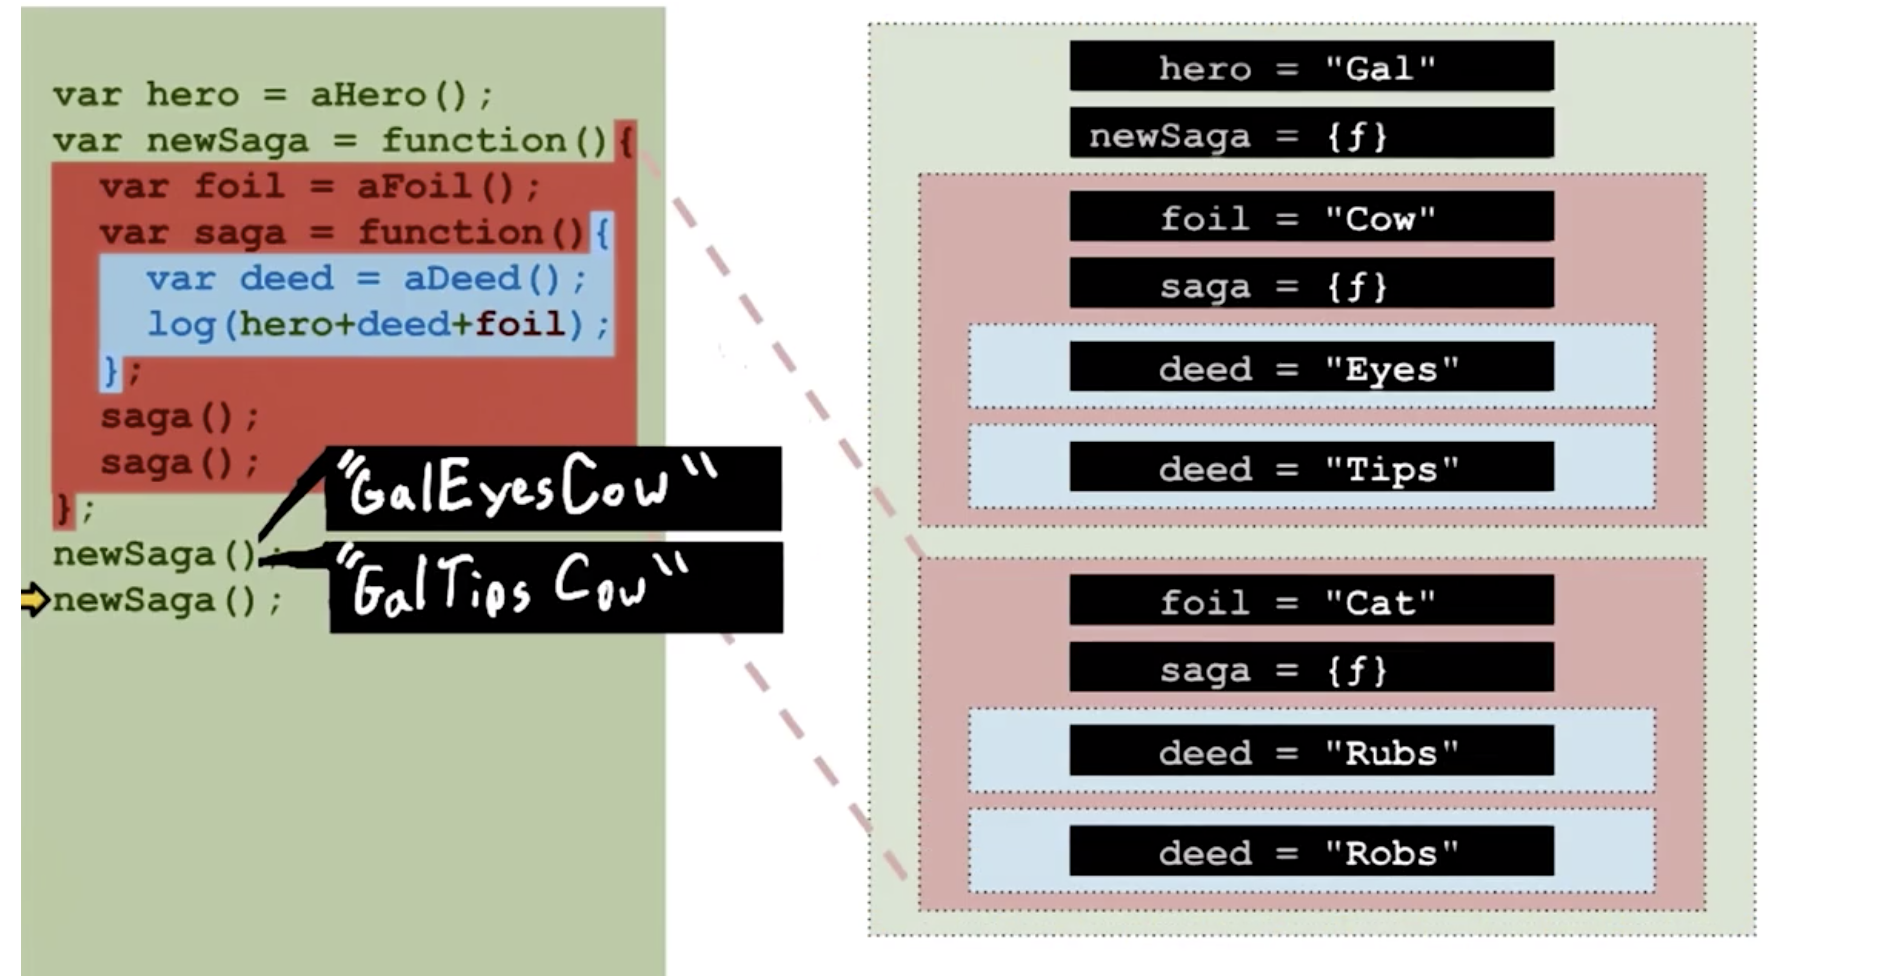 var hero = aHero();
var newSaga = function(){
var foil = aFoil();
var saga = function(){
var deed = aDeed();
log(hero+deed+foil);
};
saga();
saga();
};
newSaga();
newSaga();
"GalEyesCow"
"GalTips Cow"
hero = "Gal"
newSaga = {f}
foil = "Cow"
saga = {f}
deed = "Eyes"
deed = "Tips"
foil = "Cat"
saga = {f}
deed = "Rubs"
deed = "Robs"